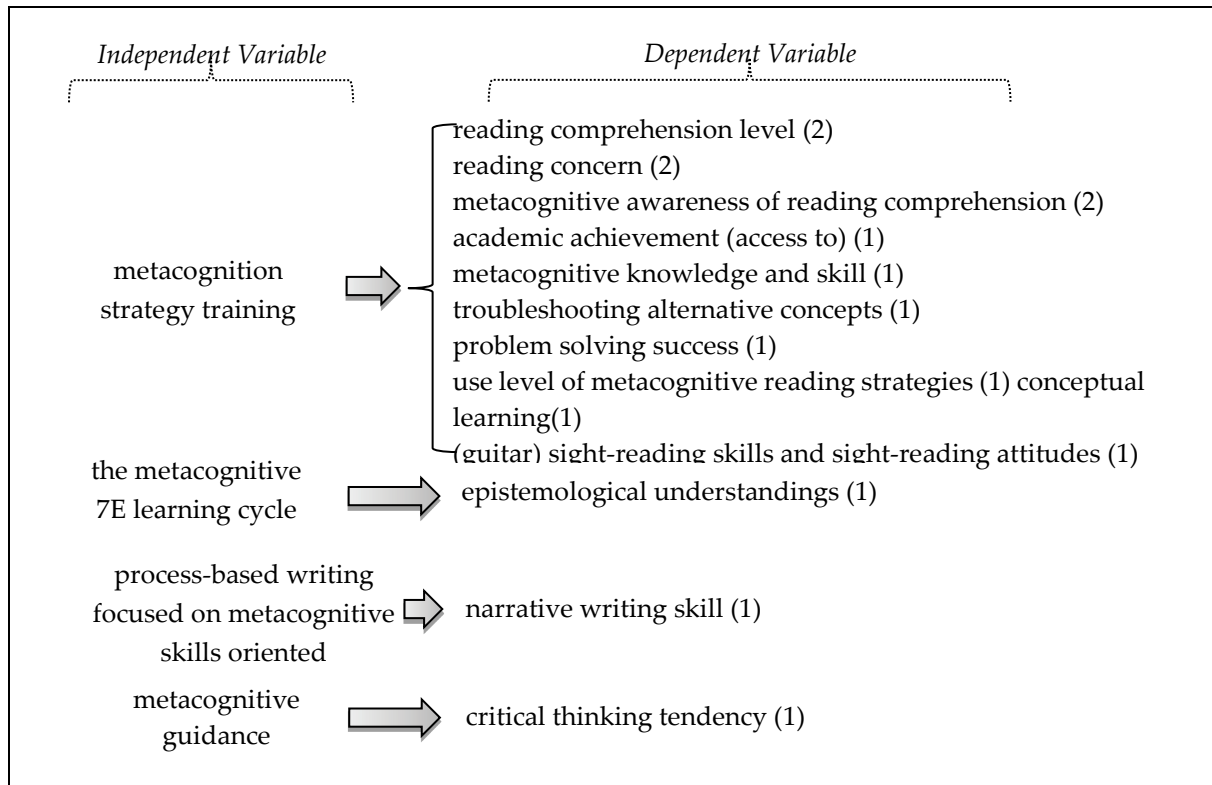 Independent Variable
Dependent Variable
metacognition
strategy training
reading comprehension level (2)
reading concern (2)
metacognitive awareness of reading comprehension (2)
academic achievement (access to) (1)
metacognitive knowledge and skill (1)
troubleshooting alternative concepts (1)
problem solving success (1)
use level of metacognitive reading strategies (1) conceptual
learning(1)
(guitar) sight-reading skills and sight-reading attitudes (1)
the metacognitive
7E learning cycle
epistemological understandings (1)
process-based writing
focused on metacognitive
skills oriented
narrative writing skill (1)
metacognitive
guidance
critical thinking tendency (1)